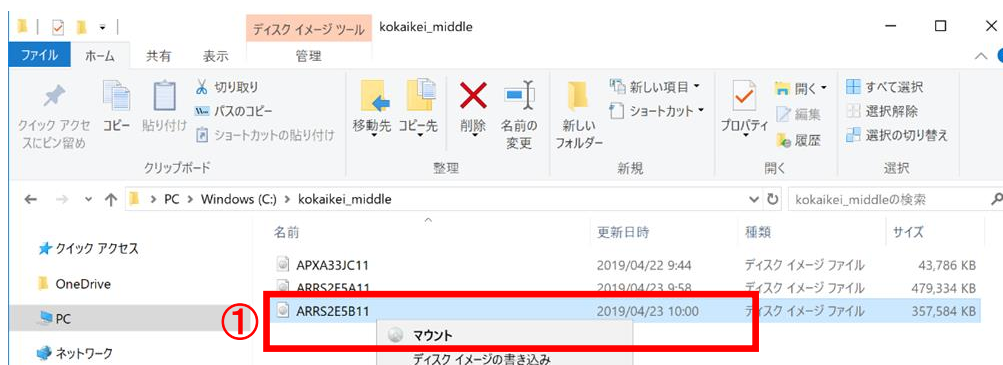 ディスク イメージ ツール kokaikei_middle
ファイル ホーム 共有 表示 管理
クイック アクセスにピン留め
コピー
貼り付け
切り取り
パスのコピー
ショートカットの貼り付け
クリップボード
移動先
コピー先
削除
名前の変更
整理
新しいフォルダー
新しい項目
ショートカット
新規
プロパティ
開く
編集
履歴
開く
すべて選択
選択解除
選択の切り替え
選択
PC > Windows (C:) > kokaikei_middle
kokaikei_middleの検索
クイック アクセス
OneDrive
PC
ネットワーク
名前 更新日時 種類 サイズ
APXA33JC11 2019/04/22 9:44 ディスク イメージ ファイル 43,786 KB
ARRS2E5A11 2019/04/23 9:58 ディスク イメージ ファイル 479,334 KB
① ARRS2E5B11 2019/04/23 10:00 ディスク イメージ ファイル 357,584 KB
マウント
ディスク イメージの書き込み